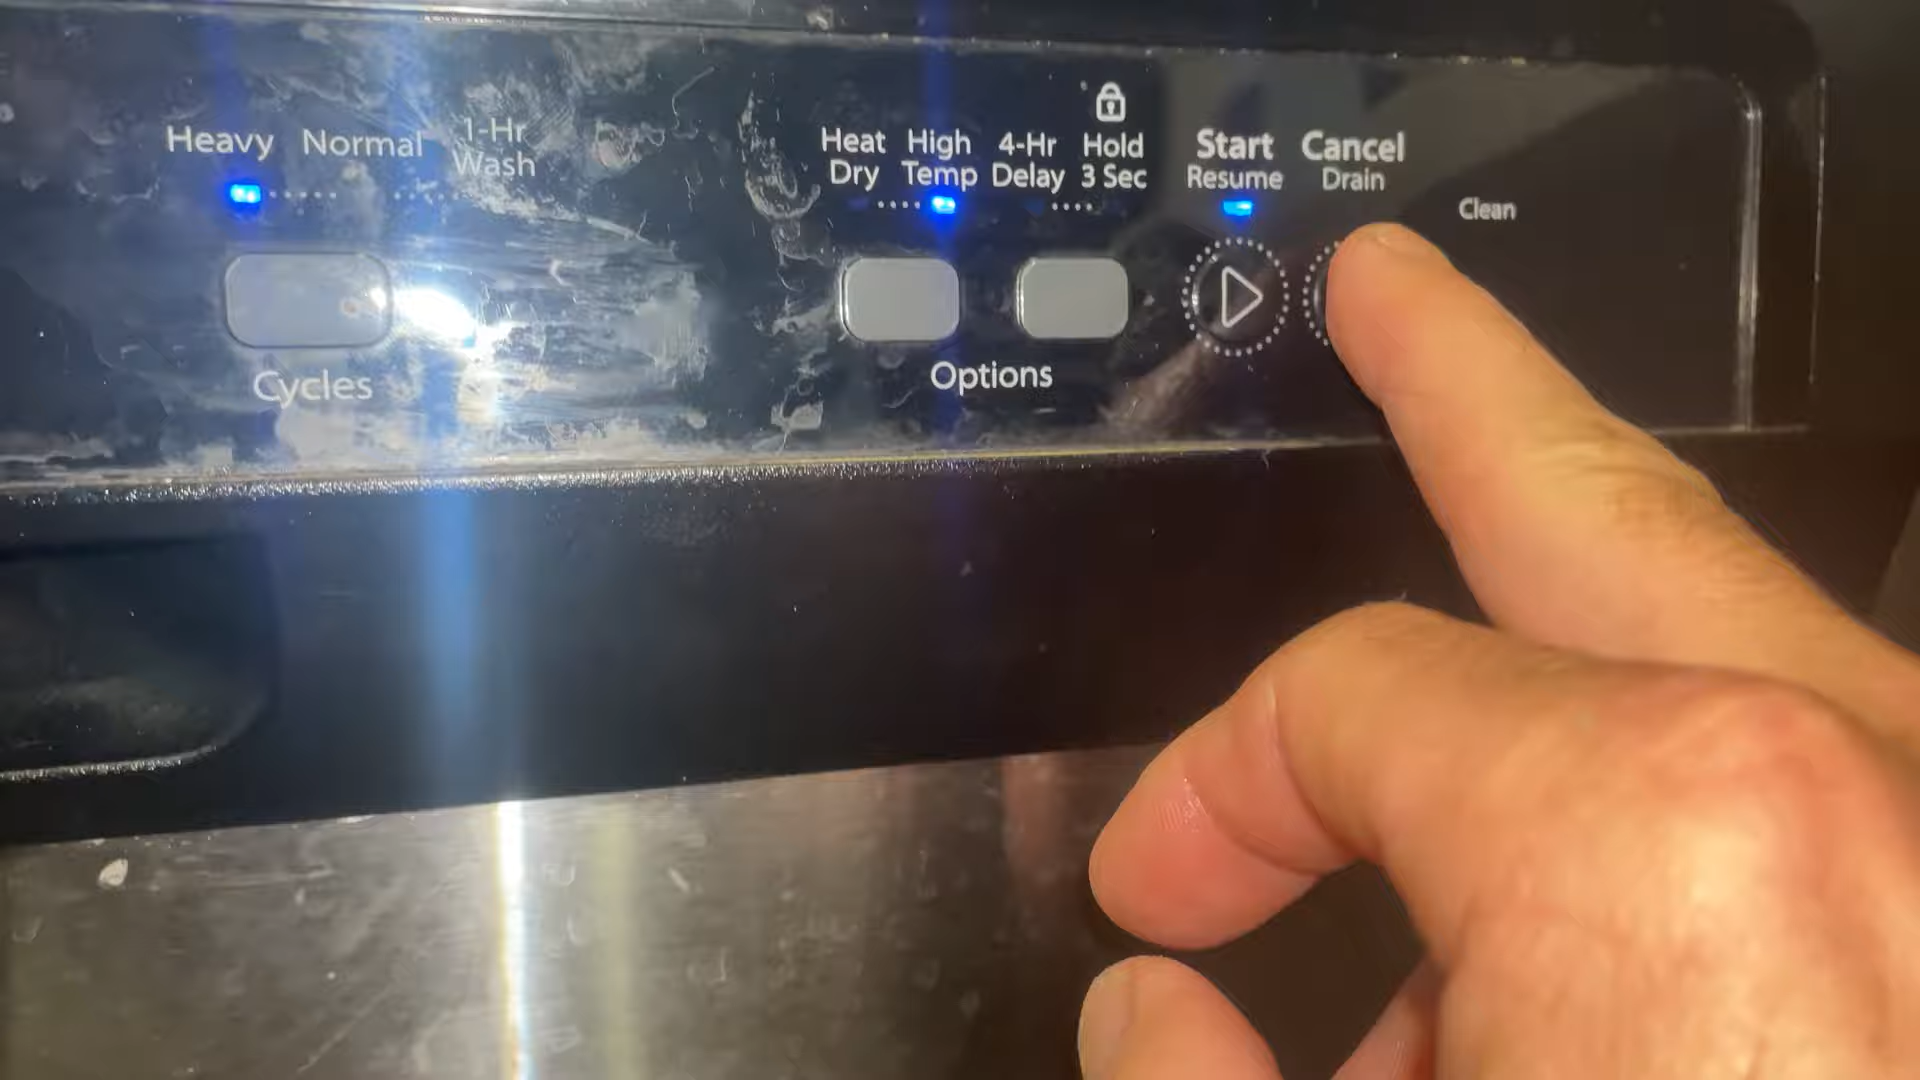 Heavy Normal 1-Hr
Wash
Heat High 4-Hr Hold
Dry Temp Delay 3 Sec
Start Cancel
Resume Drain
Clean
Cycles
Options